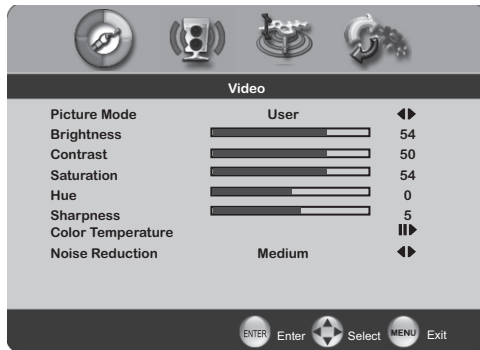 Video
Picture Mode User
Brightness 54
Contrast 50
Saturation 54
Hue 0
Sharpness 5
Color Temperature
Noise Reduction Medium
ENTER Enter Select MENU Exit